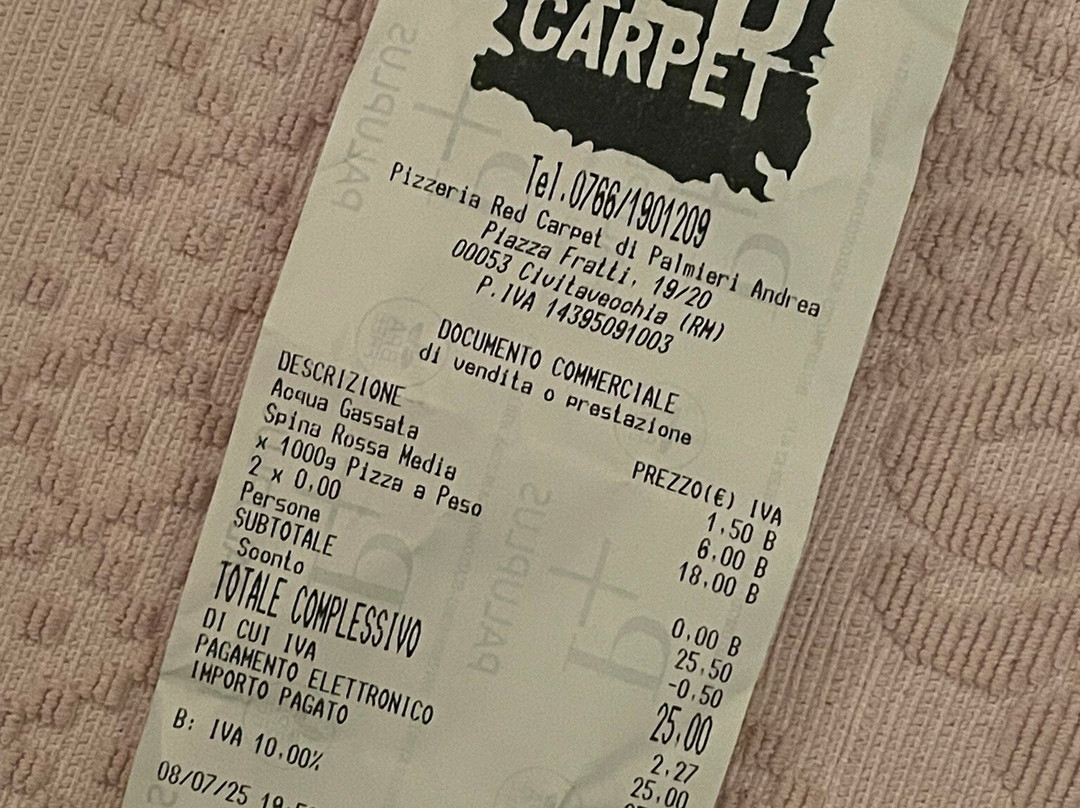 RED
CARPET
Tel.0766/1901209
Pizzeria Red Carpet di Palmieri Andrea
Piazza Fratti, 19/20
00053 Civitavecchia (RM)
P.IVA 14395091003
DOCUMENTO COMMERCIALE
di vendita o prestazione
DESCRIZIONE PREZZO(€) IVA
Acqua Gassata 1,50 B
Spina Rossa Media 6,00 B
x 1000g Pizza a Peso 18,00 B
2 x 0,00
Persone 0,00 B
SUBTOTALE 25,50
Sconto -0,50
TOTALE COMPLESSIVO 25,00
DI CUI IVA 2,27
PAGAMENTO ELETTRONICO 25,00
IMPORTO PAGATO
B: IVA 10,00%
08/07/25
PALUPLUS
PALUPLUS